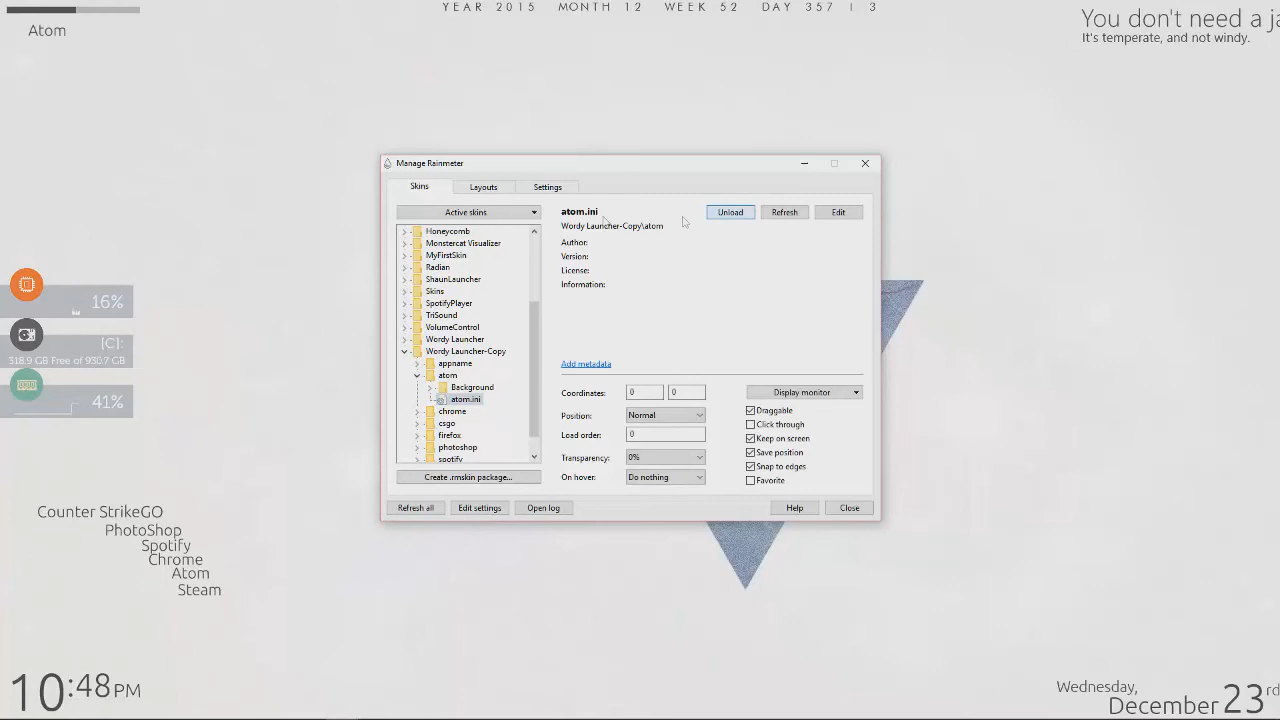 YEAR 2015 MONTH 12 WEEK 52 DAY 357 | 3
Atom
You don't need a ja
It's temperate, and not windy.
16%
[C]:
318.9 GB Free of 930.7 GB
41%
Counter StrikeGO
PhotoShop
Spotify
Chrome
Atom
Steam
10:48 PM
Wednesday,
December 23rd
Manage Rainmeter
Skins
Layouts
Settings
Active skins
Honeycomb
Monstercat Visualizer
MyFirstSkin
Radian
ShaunLauncher
Skins
SpotifyPlayer
TriSound
VolumeControl
Wordy Launcher
Wordy Launcher-Copy
appname
atom
Background
atom.ini
chrome
csgo
firefox
photoshop
spotify
Create .rmskin package...
atom.ini
Unload
Refresh
Edit
Wordy Launcher-Copy\atom
Author:
Version:
License:
Information:
Add metadata
Coordinates: 0 0
Position: Normal
Load order: 0
Transparency: 0%
On hover: Do nothing
Display monitor
Draggable
Click through
Keep on screen
Save position
Snap to edges
Favorite
Refresh all
Edit settings
Open log
Help
Close